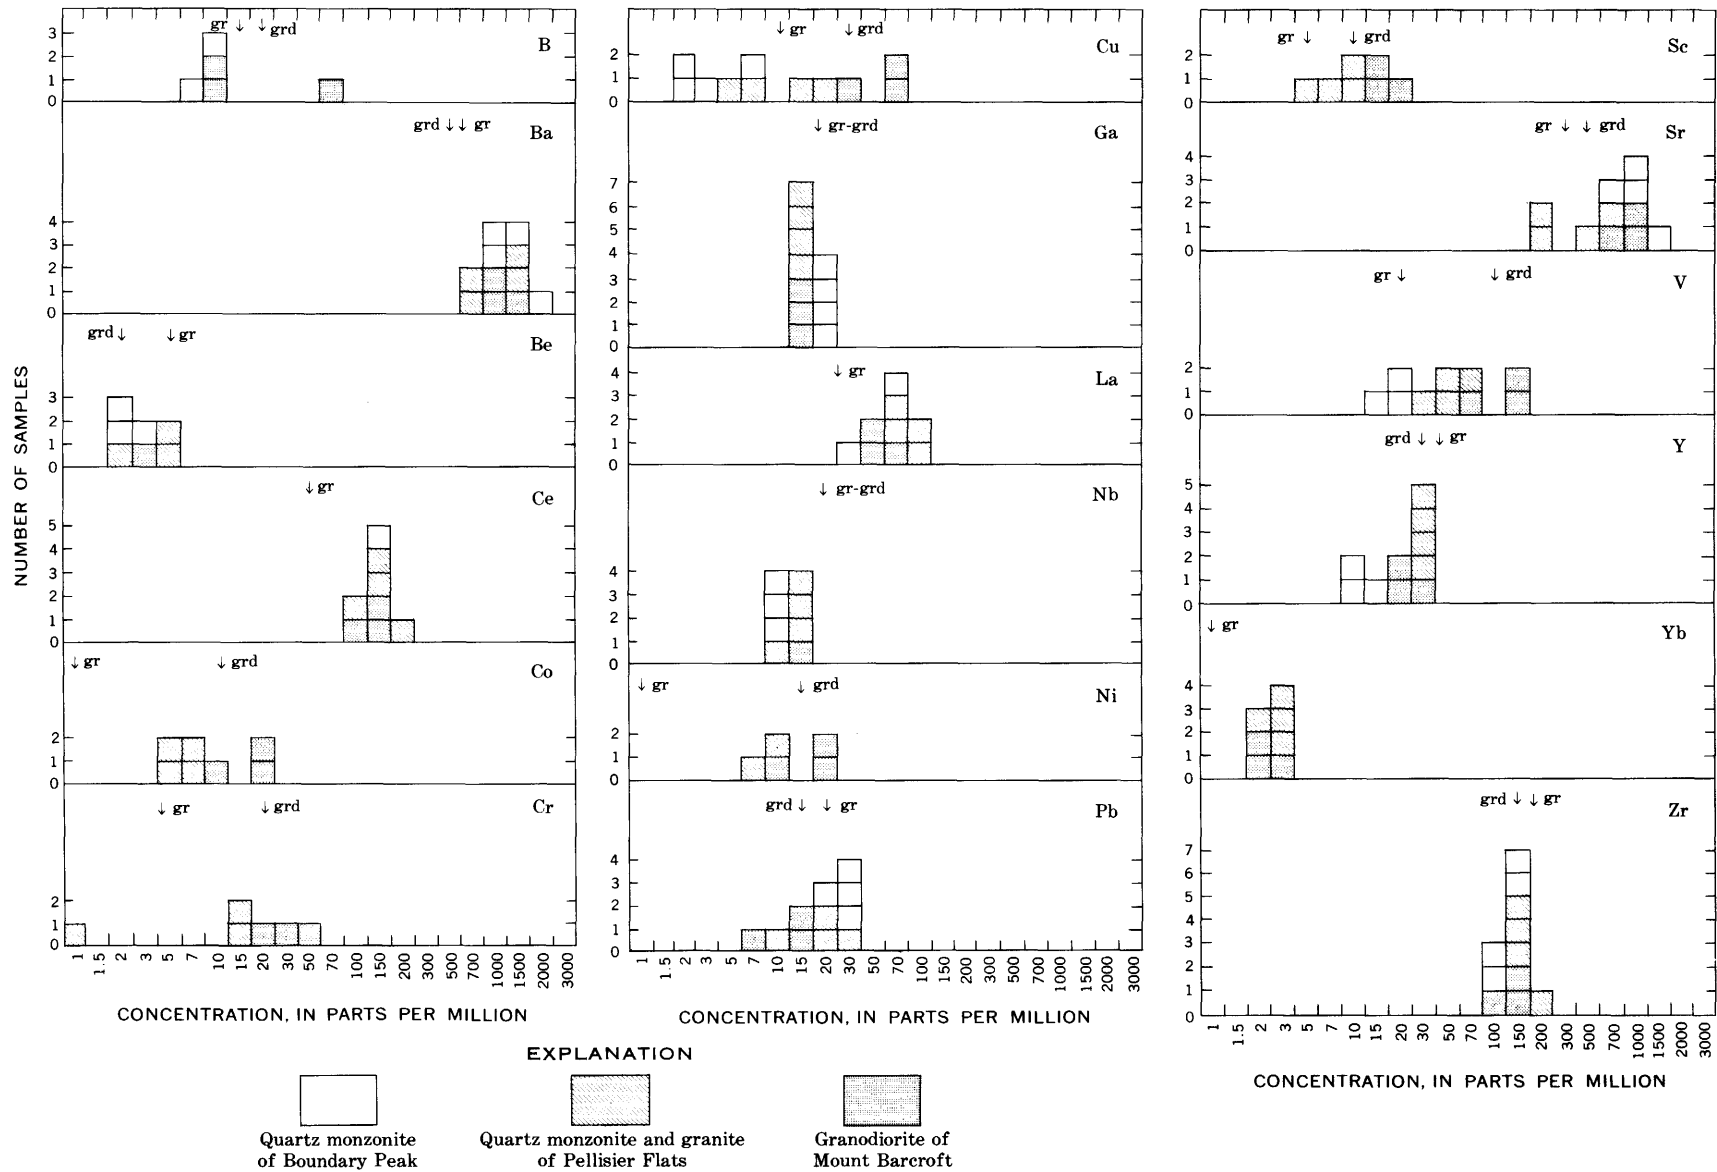 NUMBER OF SAMPLES
gr ↓ ↓ grd
B
3
2
1
0
grd ↓↓ gr
Ba
4
3
2
1
0
grd ↓ ↓ gr
Be
3
2
1
0
↓ gr
Ce
5
4
3
2
1
0
↓ gr ↓ grd
Co
2
1
0
↓ gr ↓ grd
Cr
2
1
0
1 1.5 2 3 5 7 10 15 20 30 50 70 100 150 200 300 500 700 1000 1500 2000 3000
CONCENTRATION, IN PARTS PER MILLION
↓ gr ↓ grd
Cu
2
1
0
↓ gr-grd
Ga
7
6
5
4
3
2
1
0
↓ gr
La
4
3
2
1
0
↓ gr-grd
Nb
4
3
2
1
0
↓ gr ↓ grd
Ni
2
1
0
grd ↓ ↓ gr
Pb
4
3
2
1
0
1 1.5 2 3 5 7 10 15 20 30 50 70 100 150 200 300 500 700 1000 1500 2000 3000
CONCENTRATION, IN PARTS PER MILLION
gr ↓ ↓ grd
Sc
2
1
0
gr ↓ ↓ grd
Sr
4
3
2
1
0
gr ↓ ↓ grd
V
2
1
0
grd ↓ ↓ gr
Y
5
4
3
2
1
0
↓ gr
Yb
4
3
2
1
0
grd ↓ ↓ gr
Zr
7
6
5
4
3
2
1
0
1 1.5 2 3 5 7 10 15 20 30 50 70 100 150 200 300 500 700 1000 1500 2000 3000
CONCENTRATION, IN PARTS PER MILLION
EXPLANATION
Quartz monzonite
of Boundary Peak
Quartz monzonite and granite
of Pellisier Flats
Granodiorite of
Mount Barcroft